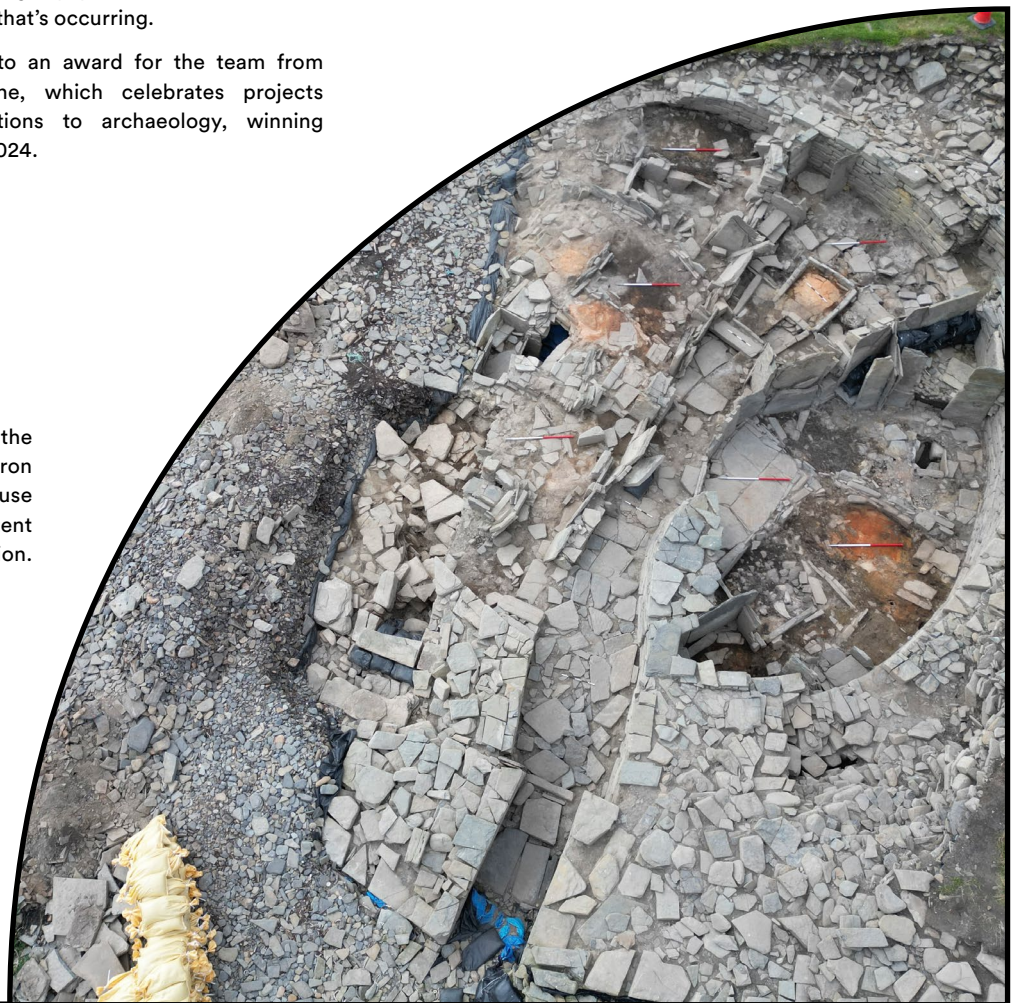 that's occurring.
to an award for the team from
ne, which celebrates projects
tions to archaeology, winning
024.
the
ron
use
ent
ion.